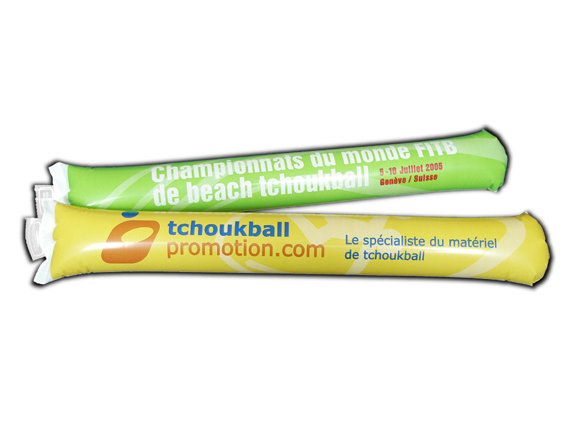 Championnats du monde FITB
de beach tchoukball
5-10 Juillet 2005
Genève / Suisse
tchoukball
promotion.com
Le spécialiste du matériel
de tchoukball